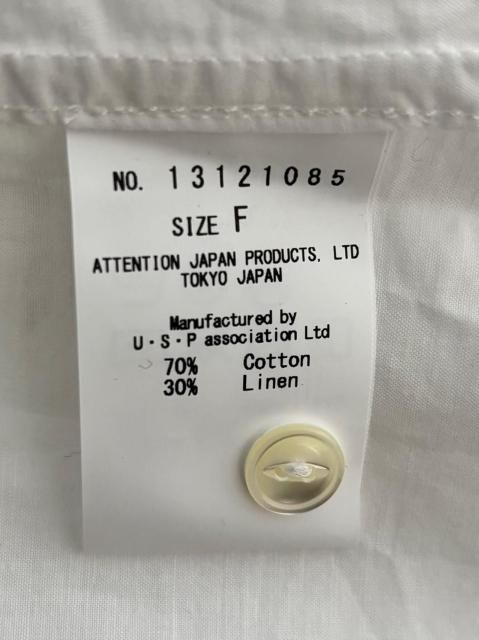 NO. 13121085
SIZE F
ATTENTION JAPAN PRODUCTS, LTD
TOKYO JAPAN
Manufactured by
U・S・P association Ltd
70% Cotton
30% Linen